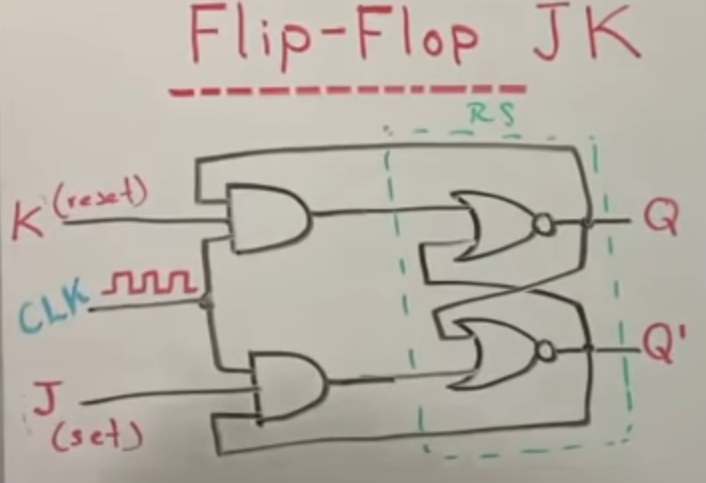 Flip-Flop JK
RS
K (reset)
Q
CLK
Q'
J
(set)